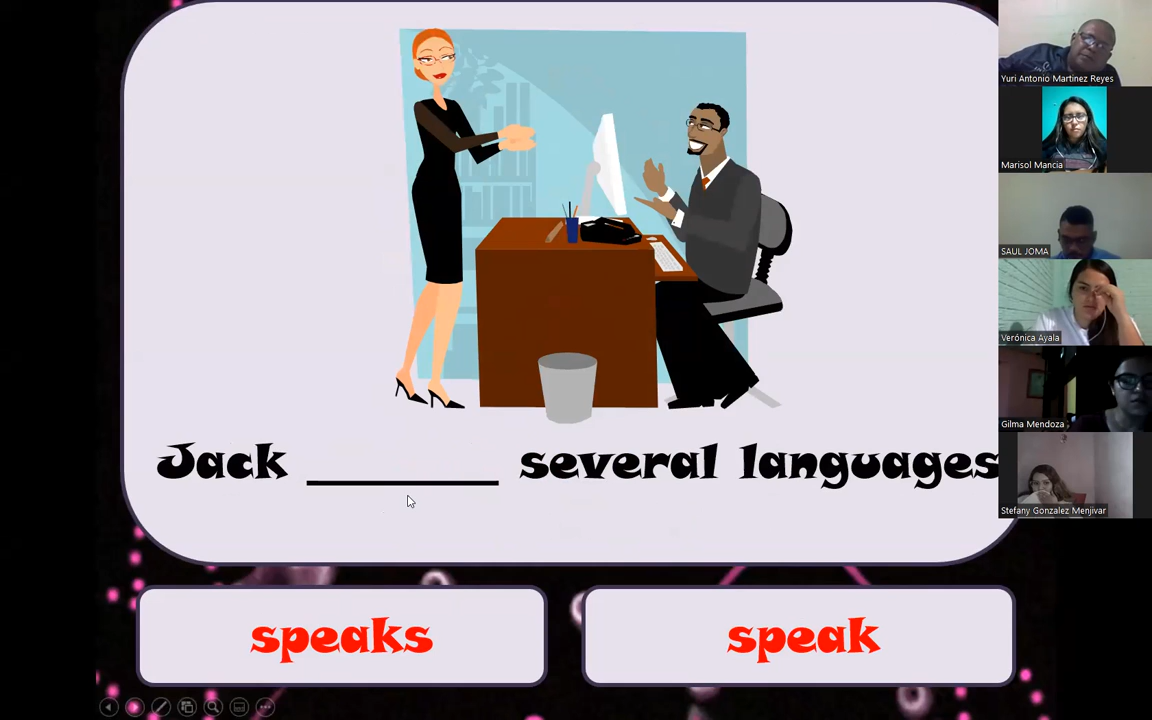 Jack ________ several languages
speaks
speak
Yuri Antonio Martinez Reyes
Marisol Mancia
SAUL JOMA
Verónica Ayala
Gilma Mendoza
Stefany Gonzalez Menjivar